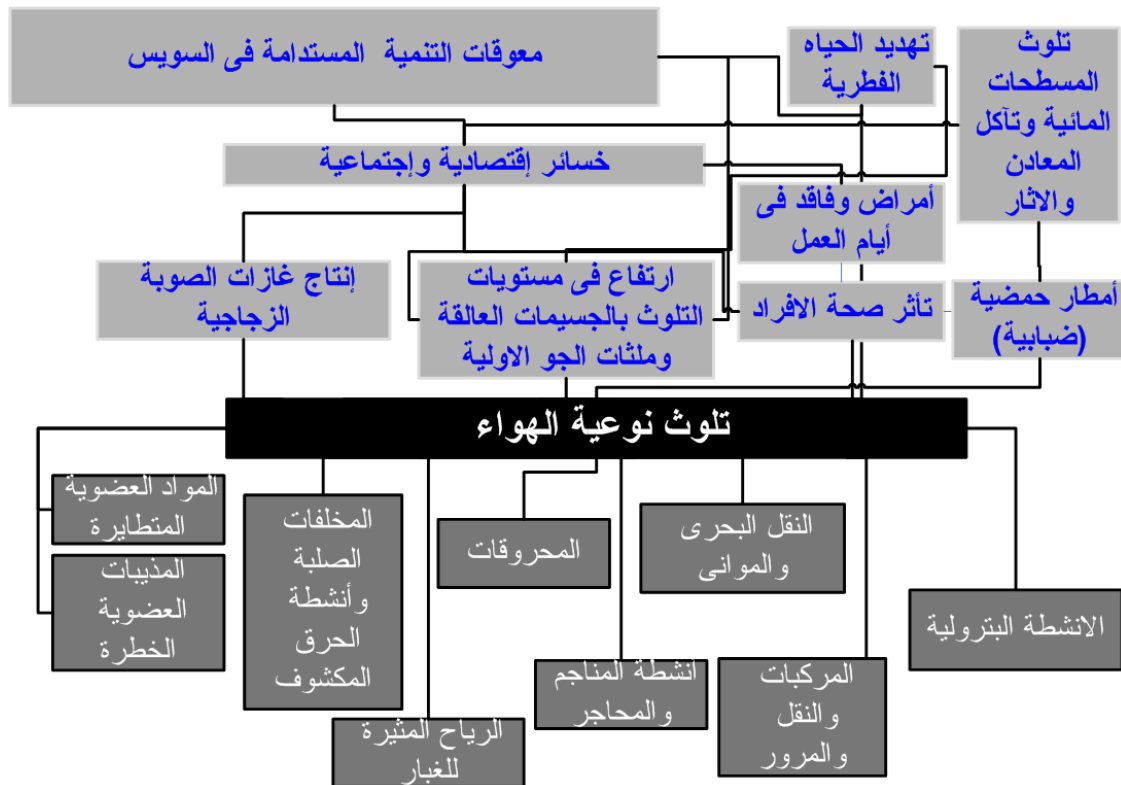 معوقات التنمية المستدامة فى السويس
تهديد الحياه
الفطرية
تلوث
المسطحات
المائية وتآكل
المعادن
والاثار
خسائر إقتصادية وإجتماعية
أمراض وفاقد فى
أيام العمل
إنتاج غازات الصوبة
الزجاجية
ارتفاع فى مستويات
التلوث بالجسيمات العالقة
وملثات الجو الاولية
تأثر صحة الافراد
أمطار حمضية
(ضبابية)
تلوث نوعية الهواء
المواد العضوية
المتطايرة
المذيبات
العضوية
الخطرة
المخلفات
الصلبة
وأنشطة
الحرق
المكشوف
الرياح المثيرة
للغبار
المحروقات
أنشطة المناجم
والمحاجر
النقل البحرى
والموانى
المركبات
والنقل
والمرور
الانشطة البترولية